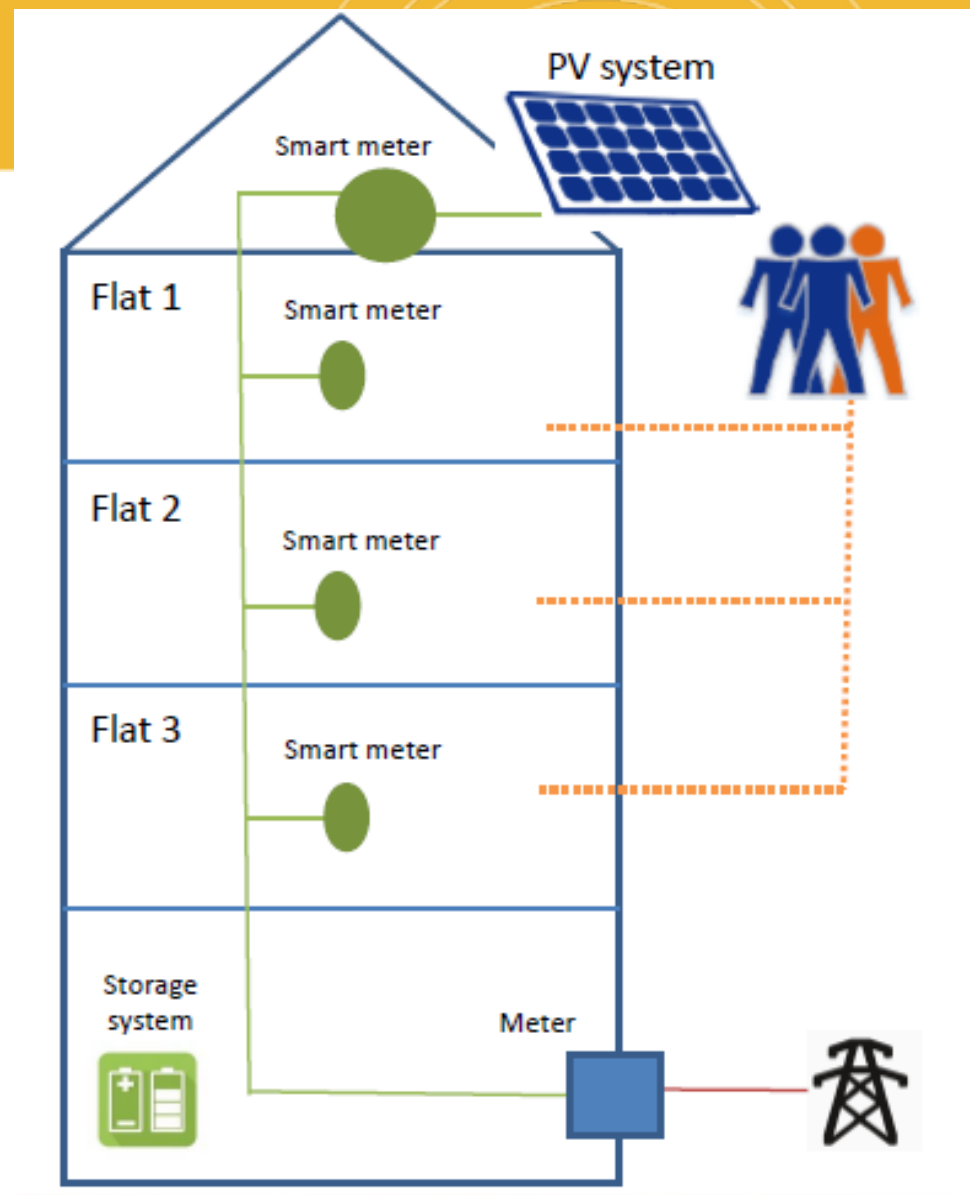 PV system
Smart meter
Flat 1
Smart meter
Flat 2
Smart meter
Flat 3
Smart meter
Storage
system
Meter